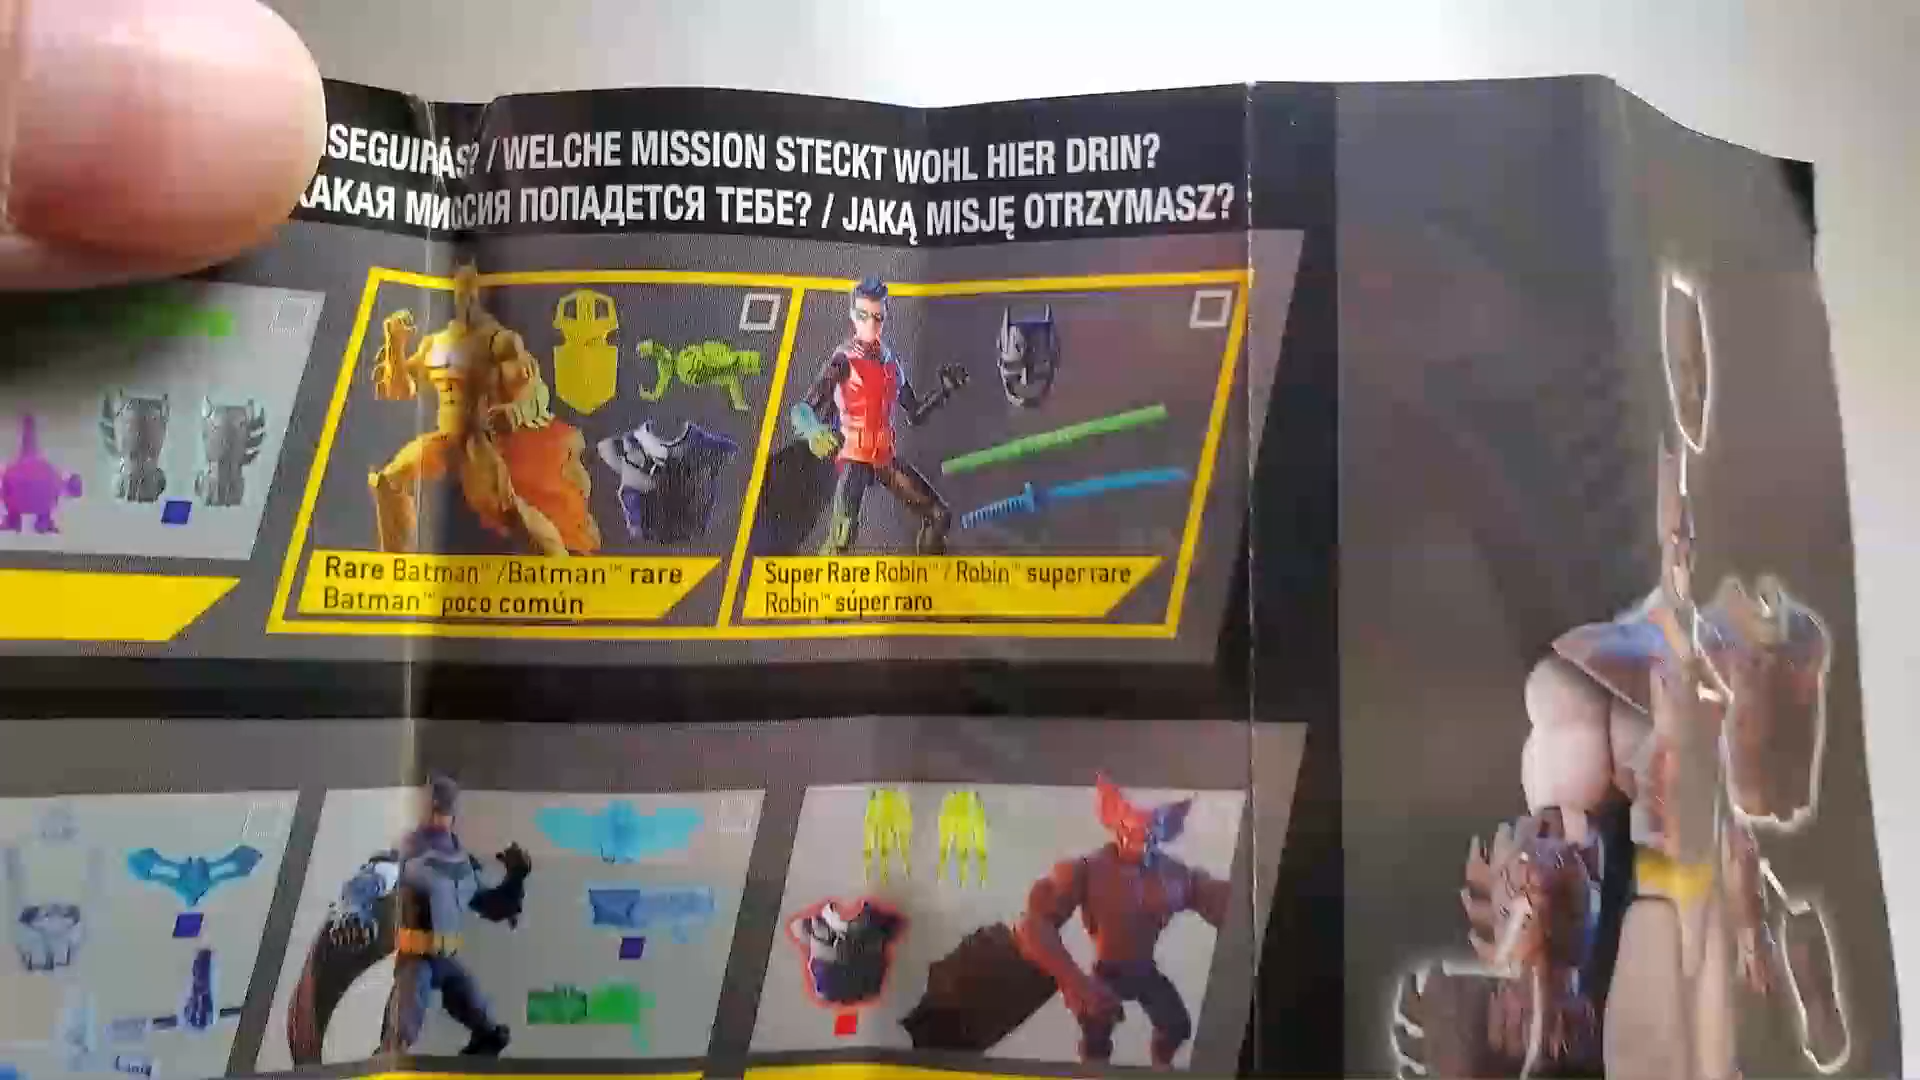 SEGUIRÁS? / WELCHE MISSION STECKT WOHL HIER DRIN?
КАКАЯ МИССИЯ ПОПАДЕТСЯ ТЕБЕ? / JAKĄ MISJĘ OTRZYMASZ?
Rare Batman™ / Batman™ rare
Batman™ poco común
Super Rare Robin™ / Robin™ super rare
Robin™ súper raro